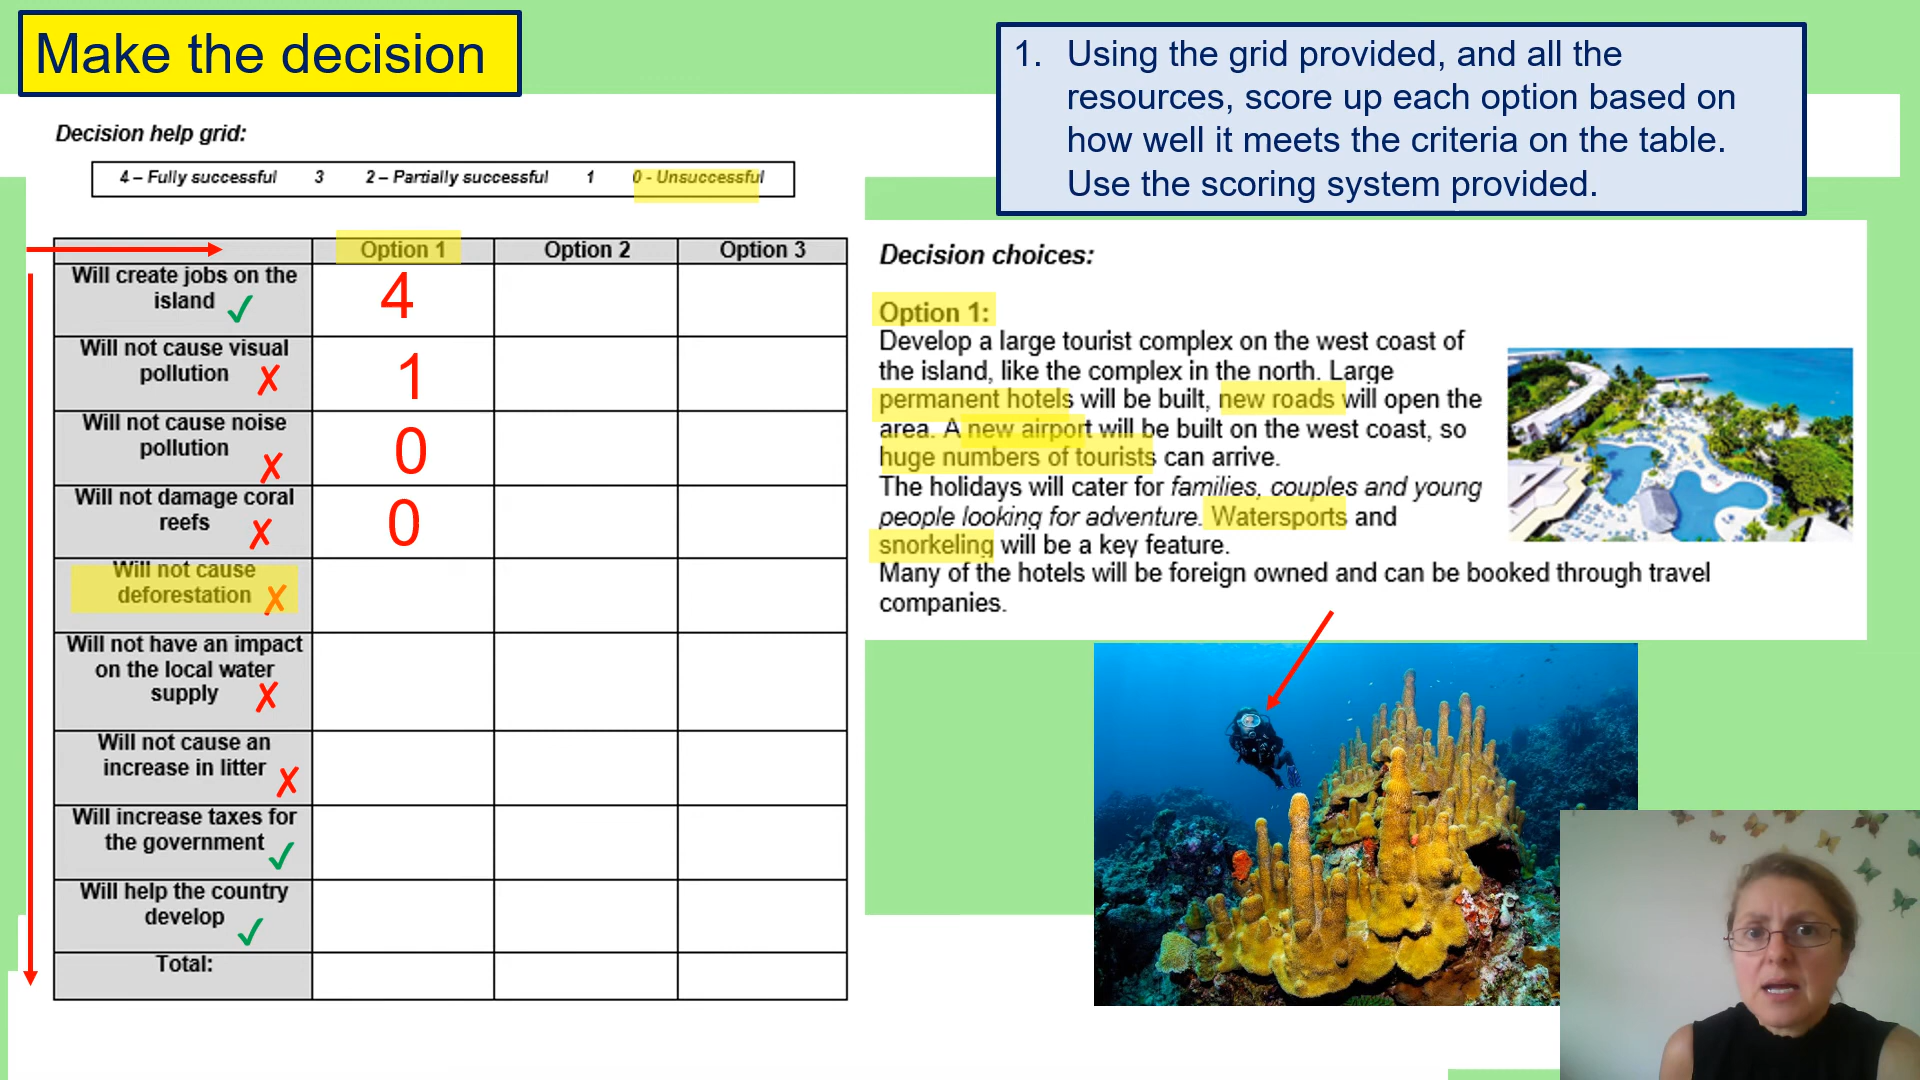 Make the decision
1. Using the grid provided, and all the
resources, score up each option based on
how well it meets the criteria on the table.
Use the scoring system provided.
Decision help grid:
4 – Fully successful 3 2 – Partially successful 1 0 - Unsuccessful
Option 1 Option 2 Option 3
Will create jobs on the
island ✓
4
Will not cause visual
pollution ✗
1
Will not cause noise
pollution ✗
0
Will not damage coral
reefs ✗
0
Will not cause
deforestation ✗
Will not have an impact
on the local water
supply ✗
Will not cause an
increase in litter ✗
Will increase taxes for
the government ✓
Will help the country
develop ✓
Total:
Decision choices:
Option 1:
Develop a large tourist complex on the west coast of
the island, like the complex in the north. Large
permanent hotels will be built, new roads will open the
area. A new airport will be built on the west coast, so
huge numbers of tourists can arrive.
The holidays will cater for families, couples and young
people looking for adventure. Watersports and
snorkeling will be a key feature.
Many of the hotels will be foreign owned and can be booked through travel
companies.